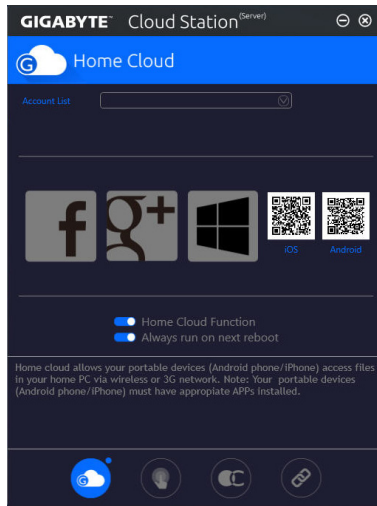 GIGABYTE™ Cloud Station (Server)
G Home Cloud
Account List
f g+
iOS Android
Home Cloud Function
Always run on next reboot
Home cloud allows your portable devices (Android phone/iPhone) access files
in your home PC via wireless or 3G network. Note: Your portable devices
(Android phone/iPhone) must have appropiate APPs installed.
G